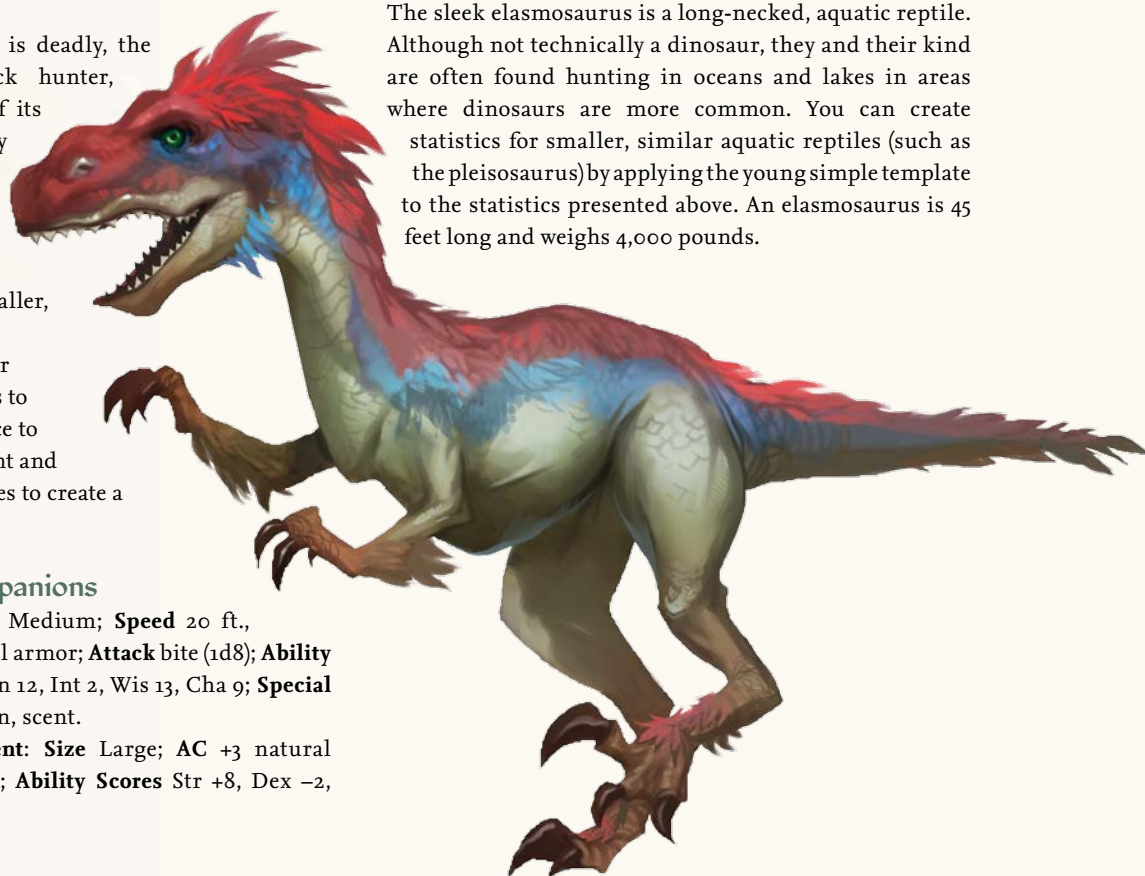 is deadly, the
ck hunter,
f its
y
aller,
r
s to
ce to
nt and
es to create a
panions
Medium; Speed 20 ft.,
l armor; Attack bite (1d8); Ability
n 12, Int 2, Wis 13, Cha 9; Special
n, scent.
ent: Size Large; AC +3 natural
; Ability Scores Str +8, Dex –2,
The sleek elasmosaurus is a long-necked, aquatic reptile.
Although not technically a dinosaur, they and their kind
are often found hunting in oceans and lakes in areas
where dinosaurs are more common. You can create
statistics for smaller, similar aquatic reptiles (such as
the pleisosaurus) by applying the young simple template
to the statistics presented above. An elasmosaurus is 45
feet long and weighs 4,000 pounds.